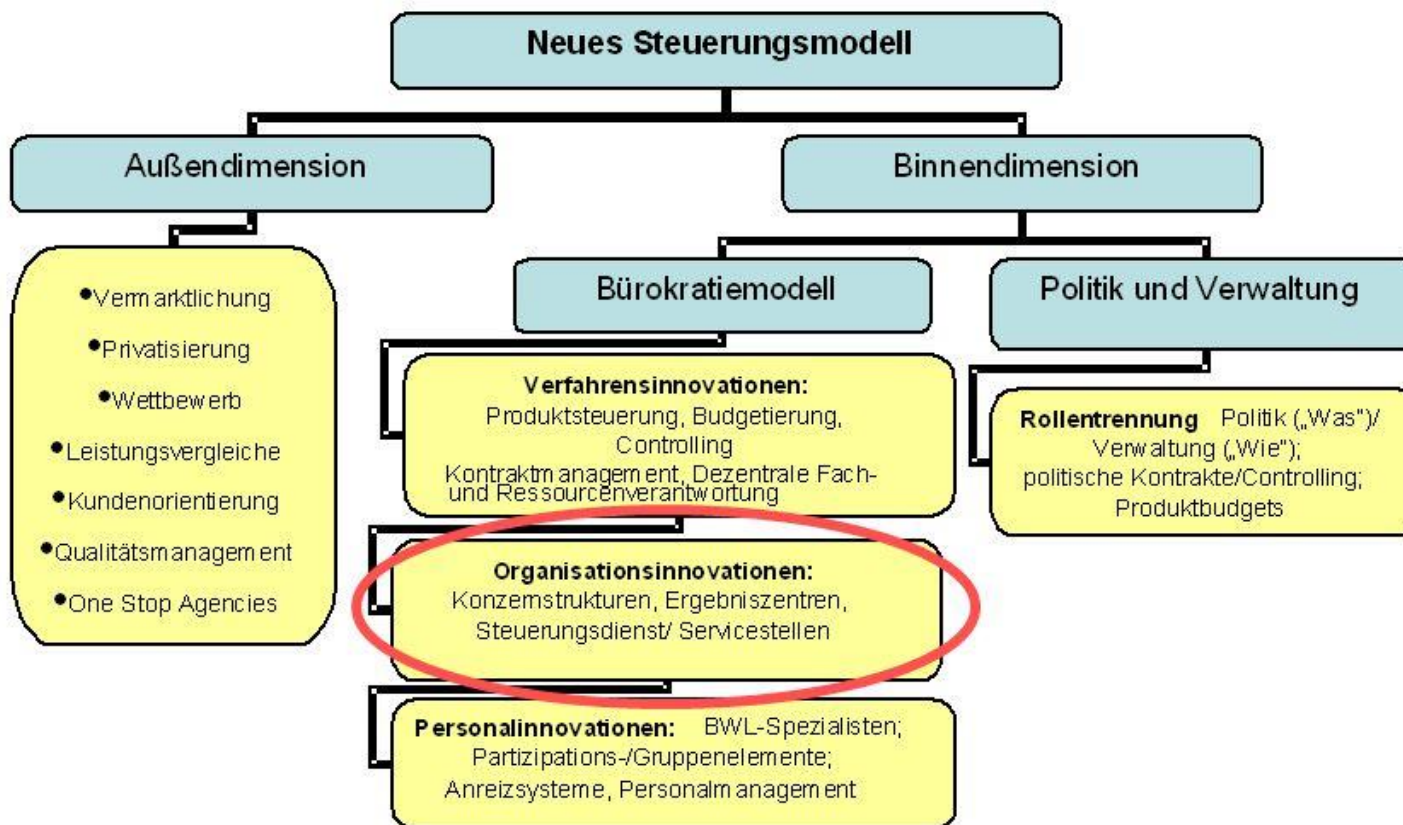 Neues Steuerungsmodell
Außendimension
Binnendimension
•Vermarktlichung
•Privatisierung
•Wettbewerb
•Leistungsvergleiche
•Kundenorientierung
•Qualitätsmanagement
•One Stop Agencies
Bürokratiemodell
Politik und Verwaltung
Verfahrensinnovationen:
Produktsteuerung, Budgetierung,
Controlling
Kontraktmanagement, Dezentrale Fach-
und Ressourcenverantwortung
Rollentrennung Politik („Was")/
Verwaltung („Wie");
politische Kontrakte/Controlling;
Produktbudgets
Organisationsinnovationen:
Konzernstrukturen, Ergebniszentren,
Steuerungsdienst/ Servicestellen
Personalinnovationen: BWL-Spezialisten;
Partizipations-/Gruppenelemente;
Anreizsysteme, Personalmanagement